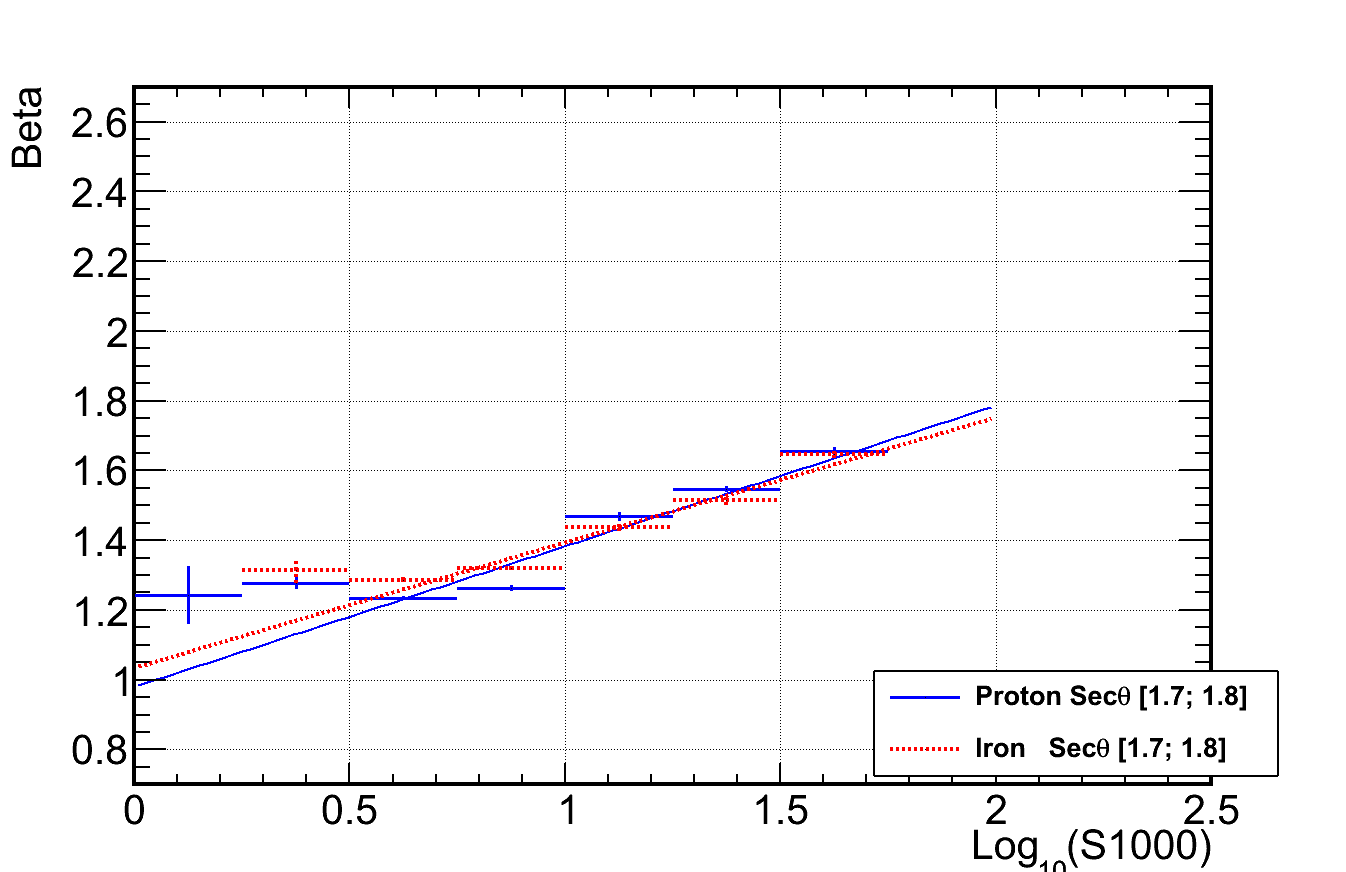 Beta
2.6
2.4
2.2
2
1.8
1.6
1.4
1.2
1
0.8
Proton Secθ [1.7; 1.8]
Iron Secθ [1.7; 1.8]
0 0.5 1 1.5 2 2.5
Log10(S1000)